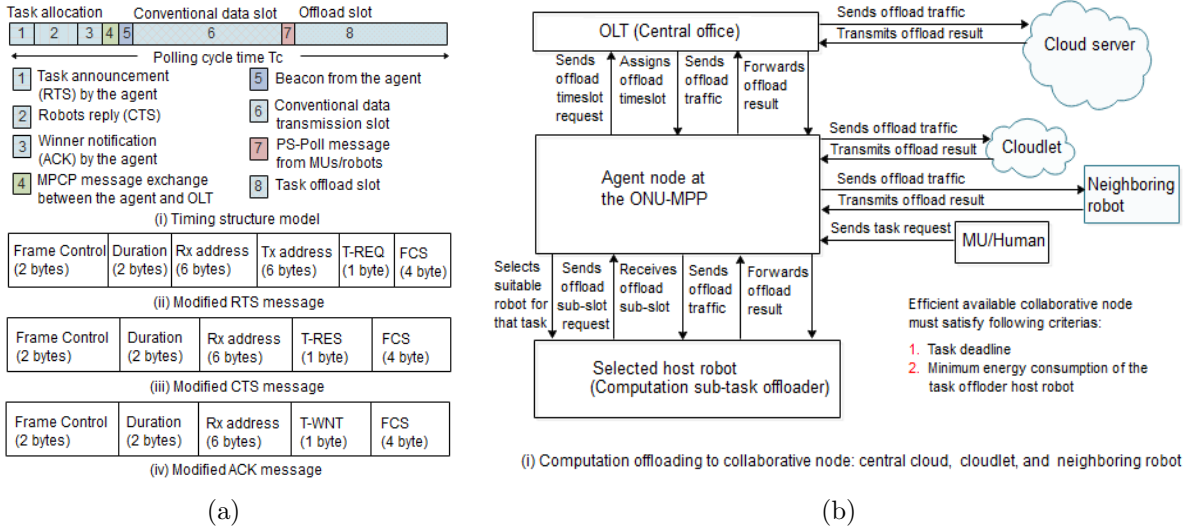 Task allocation Conventional data slot Offload slot
1 2 3 4 5 6 7 8
Polling cycle time Tc
1 Task announcement
(RTS) by the agent
2 Robots reply (CTS)
3 Winner notification
(ACK) by the agent
4 MPCP message exchange
between the agent and OLT
5 Beacon from the agent
6 Conventional data
transmission slot
7 PS-Poll message
from MUs/robots
8 Task offload slot
(i) Timing structure model
Frame Control
(2 bytes)
Duration
(2 bytes)
Rx address
(6 bytes)
Tx address
(6 bytes)
T-REQ
(1 byte)
FCS
(4 byte)
(ii) Modified RTS message
Frame Control
(2 bytes)
Duration
(2 bytes)
Rx address
(6 bytes)
T-RES
(1 byte)
FCS
(4 byte)
(iii) Modified CTS message
Frame Control
(2 bytes)
Duration
(2 bytes)
Rx address
(6 bytes)
T-WNT
(1 byte)
FCS
(4 byte)
(iv) Modified ACK message
(a)
OLT (Central office)
Sends offload traffic
Transmits offload result
Cloud server
Sends
offload
timeslot
request
Assigns
offload
timeslot
Sends
offload
traffic
Forwards
offload
result
Agent node at
the ONU-MPP
Sends offload traffic
Transmits offload result
Cloudlet
Sends offload traffic
Transmits offload result
Neighboring
robot
Sends task request
MU/Human
Selects
suitable
robot for
that task
Sends
offload
sub-slot
request
Receives
offload
sub-slot
Sends
offload
traffic
Forwards
offload
result
Selected host robot
(Computation sub-task offloader)
Efficient available collaborative node
must satisfy following criterias:
1. Task deadline
2. Minimum energy consumption of the
task offloder host robot
(i) Computation offloading to collaborative node: central cloud, cloudlet, and neighboring robot
(b)